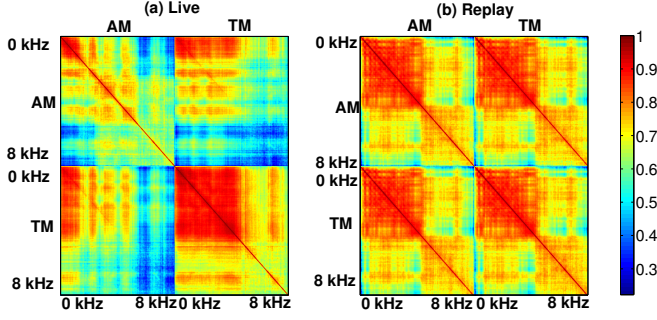 (a) Live
(b) Replay
AM TM AM TM
0 kHz 0 kHz 1
AM AM 0.9
0.8
8 kHz 8 kHz 0.7
0 kHz 0 kHz 0.6
0.5
TM TM 0.4
8 kHz 8 kHz 0.3
0 kHz 8 kHz 0 kHz 8 kHz 0 kHz 8 kHz 0 kHz 8 kHz